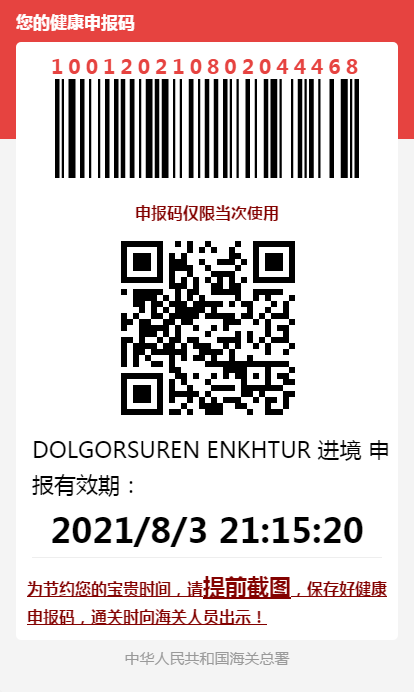 您的健康申报码
100120210802044468
申报码仅限当次使用
DOLGORSUREN ENKHTUR 进境 申
报有效期：
2021/8/3 21:15:20
为节约您的宝贵时间，请提前截图，保存好健康
申报码，通关时向海关人员出示！
中华人民共和国海关总署